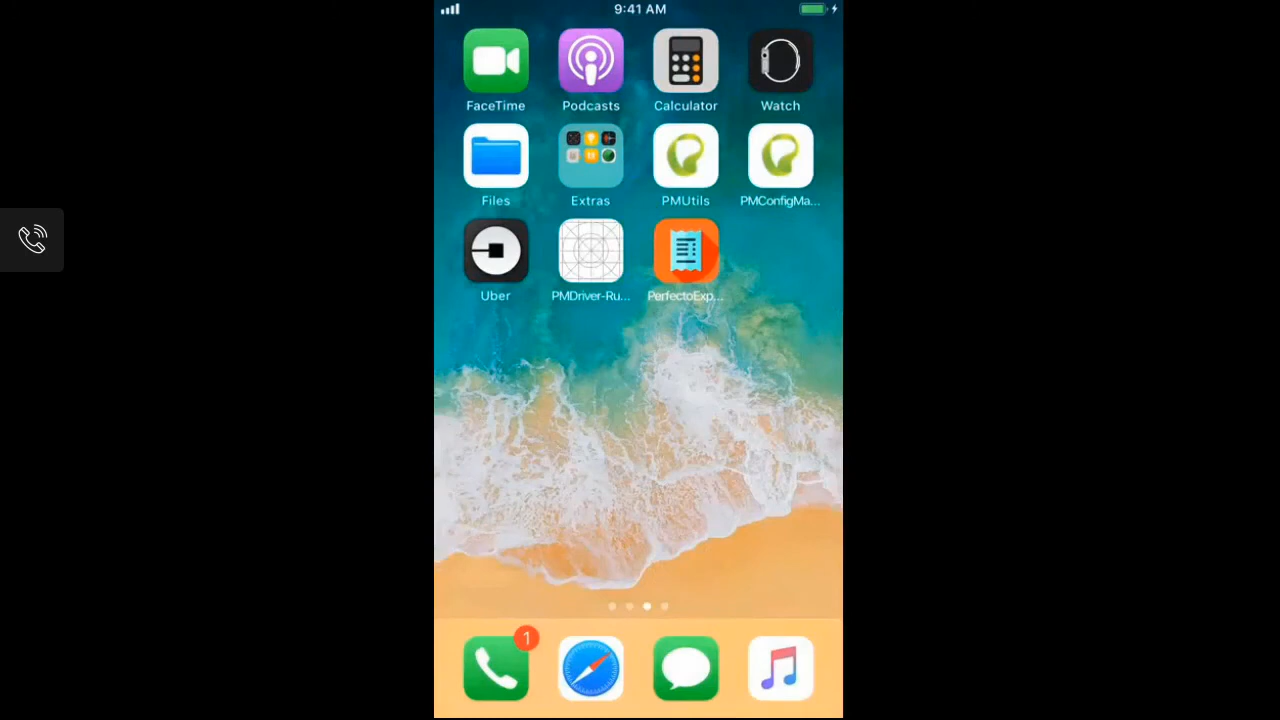 9:41 AM
FaceTime
Podcasts
Calculator
Watch
Files
Extras
PMUtils
PMConfigMa...
Uber
PMDriver-Ru...
PerfectoExp...
1